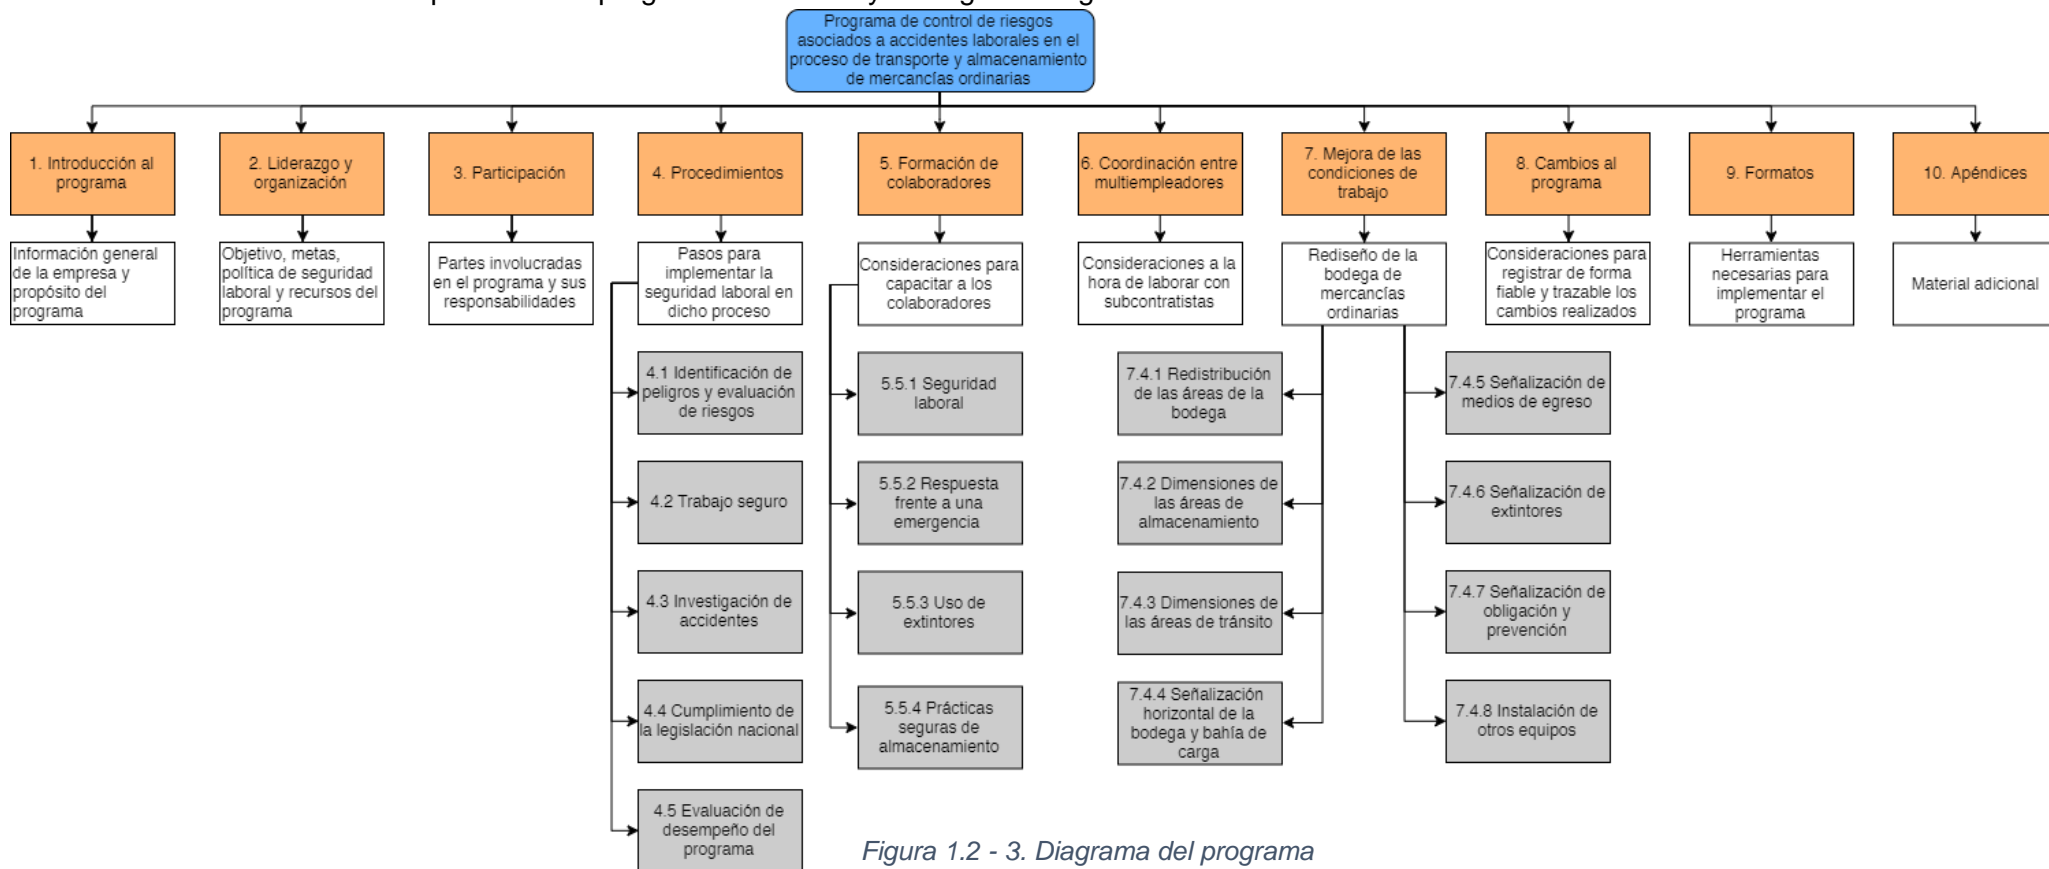 Programa de control de riesgos
asociados a accidentes laborales en el
proceso de transporte y almacenamiento
de mercancías ordinarias
1. Introducción al
programa
2. Liderazgo y
organización
3. Participación
4. Procedimientos
5. Formación de
colaboradores
6. Coordinación entre
multiempleadores
7. Mejora de las
condiciones de
trabajo
8. Cambios al
programa
9. Formatos
10. Apéndices
Información general
de la empresa y
propósito del
programa
Objetivo, metas,
política de seguridad
laboral y recursos del
programa
Partes involucradas
en el programa y sus
responsabilidades
Pasos para
implementar la
seguridad laboral en
dicho proceso
Consideraciones para
capacitar a los
colaboradores
Consideraciones a la
hora de laborar con
subcontratistas
Rediseño de la
bodega de
mercancías
ordinarias
Consideraciones para
registrar de forma
fiable y trazable los
cambios realizados
Herramientas
necesarias para
implementar el
programa
Material adicional
4.1 Identificación de
peligros y evaluación
de riesgos
4.2 Trabajo seguro
4.3 Investigación de
accidentes
4.4 Cumplimiento de
la legislación nacional
4.5 Evaluación de
desempeño del
programa
5.5.1 Seguridad
laboral
5.5.2 Respuesta
frente a una
emergencia
5.5.3 Uso de
extintores
5.5.4 Prácticas
seguras de
almacenamiento
7.4.1 Redistribución
de las áreas de la
bodega
7.4.2 Dimensiones de
las áreas de
almacenamiento
7.4.3 Dimensiones de
las áreas de tránsito
7.4.4 Señalización
horizontal de la
bodega y bahía de
carga
7.4.5 Señalización de
medios de egreso
7.4.6 Señalización de
extintores
7.4.7 Señalización de
obligación y
prevención
7.4.8 Instalación de
otros equipos
Figura 1.2 - 3. Diagrama del programa